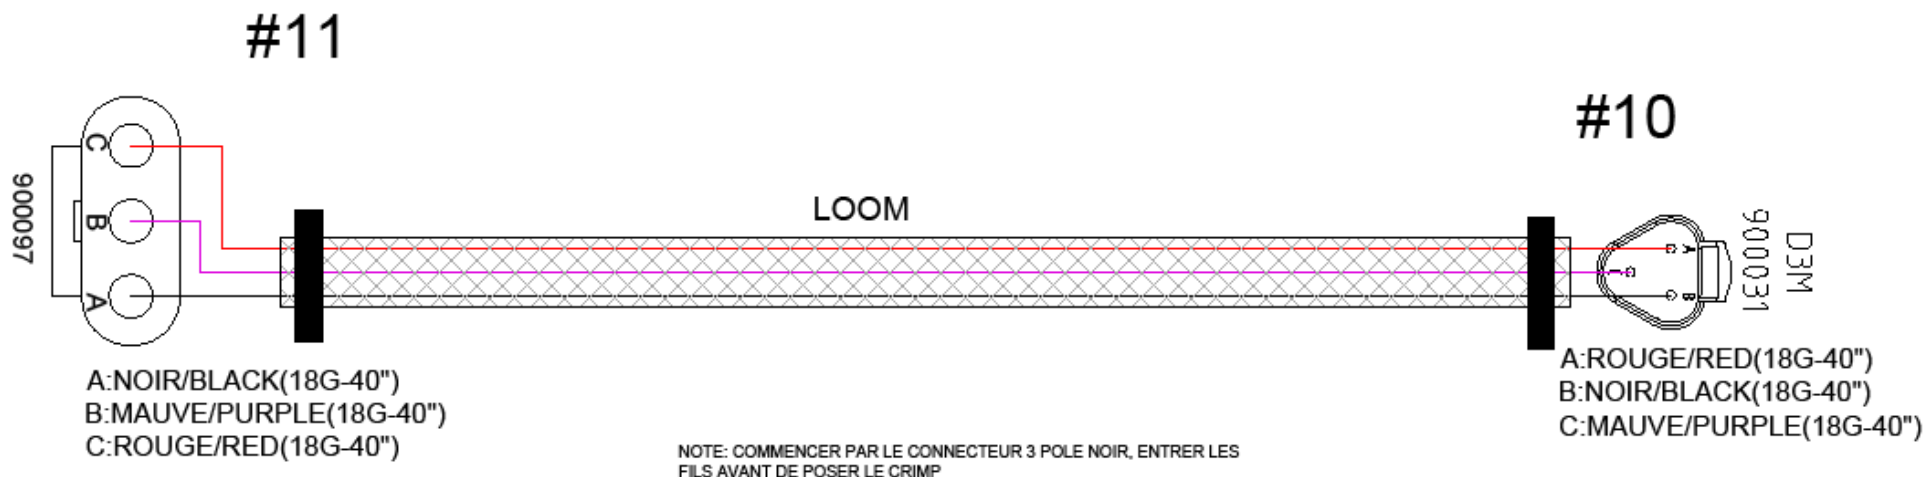 #11
#10
C
B
A
900097
LOOM
A
B
D3M
900031
A:NOIR/BLACK(18G-40")
B:MAUVE/PURPLE(18G-40")
C:ROUGE/RED(18G-40")
A:ROUGE/RED(18G-40")
B:NOIR/BLACK(18G-40")
C:MAUVE/PURPLE(18G-40")
NOTE: COMMENCER PAR LE CONNECTEUR 3 POLE NOIR, ENTRER LES
FILS AVANT DE POSER LE CRIMP